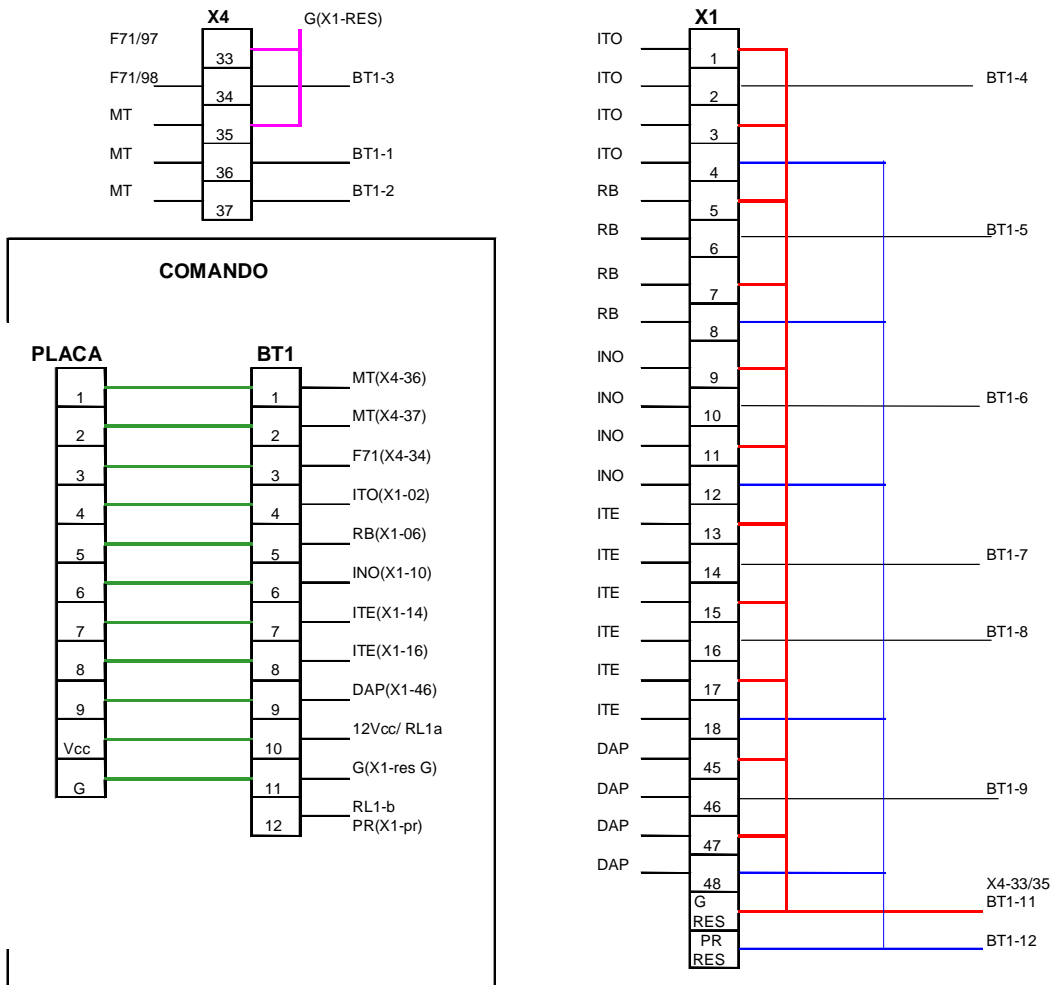 X4
G(X1-RES)
F71/97
33
F71/98
34
BT1-3
MT
35
MT
36
BT1-1
MT
37
BT1-2
COMANDO
PLACA
BT1
1
1
MT(X4-36)
2
2
MT(X4-37)
3
3
F71(X4-34)
4
4
ITO(X1-02)
5
5
RB(X1-06)
6
6
INO(X1-10)
7
7
ITE(X1-14)
8
8
ITE(X1-16)
9
9
DAP(X1-46)
Vcc
10
12Vcc/ RL1a
G
11
G(X1-res G)
12
RL1-b
PR(X1-pr)
X1
ITO
1
ITO
2
BT1-4
ITO
3
ITO
4
RB
5
RB
6
BT1-5
RB
7
RB
8
INO
9
INO
10
BT1-6
INO
11
INO
12
ITE
13
ITE
14
BT1-7
ITE
15
ITE
16
BT1-8
ITE
17
ITE
18
DAP
45
DAP
46
BT1-9
DAP
47
DAP
48
G
RES
X4-33/35
BT1-11
PR
RES
BT1-12